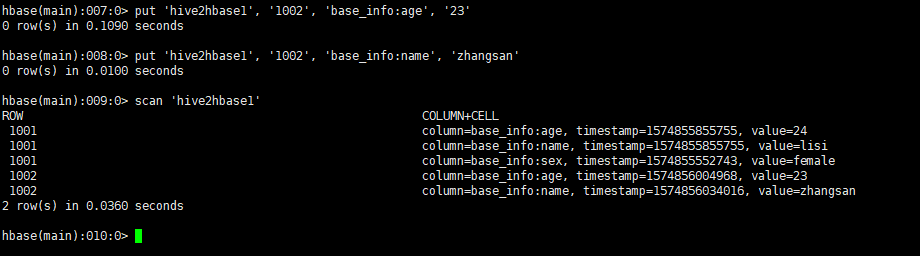 hbase(main):007:0> put 'hive2hbase1', '1002', 'base_info:age', '23'
0 row(s) in 0.1090 seconds
hbase(main):008:0> put 'hive2hbase1', '1002', 'base_info:name', 'zhangsan'
0 row(s) in 0.0100 seconds
hbase(main):009:0> scan 'hive2hbase1'
ROW COLUMN+CELL
1001 column=base_info:age, timestamp=1574855855755, value=24
1001 column=base_info:name, timestamp=1574855855755, value=lisi
1001 column=base_info:sex, timestamp=1574855552743, value=female
1002 column=base_info:age, timestamp=1574856004968, value=23
1002 column=base_info:name, timestamp=1574856034016, value=zhangsan
2 row(s) in 0.0360 seconds
hbase(main):010:0>